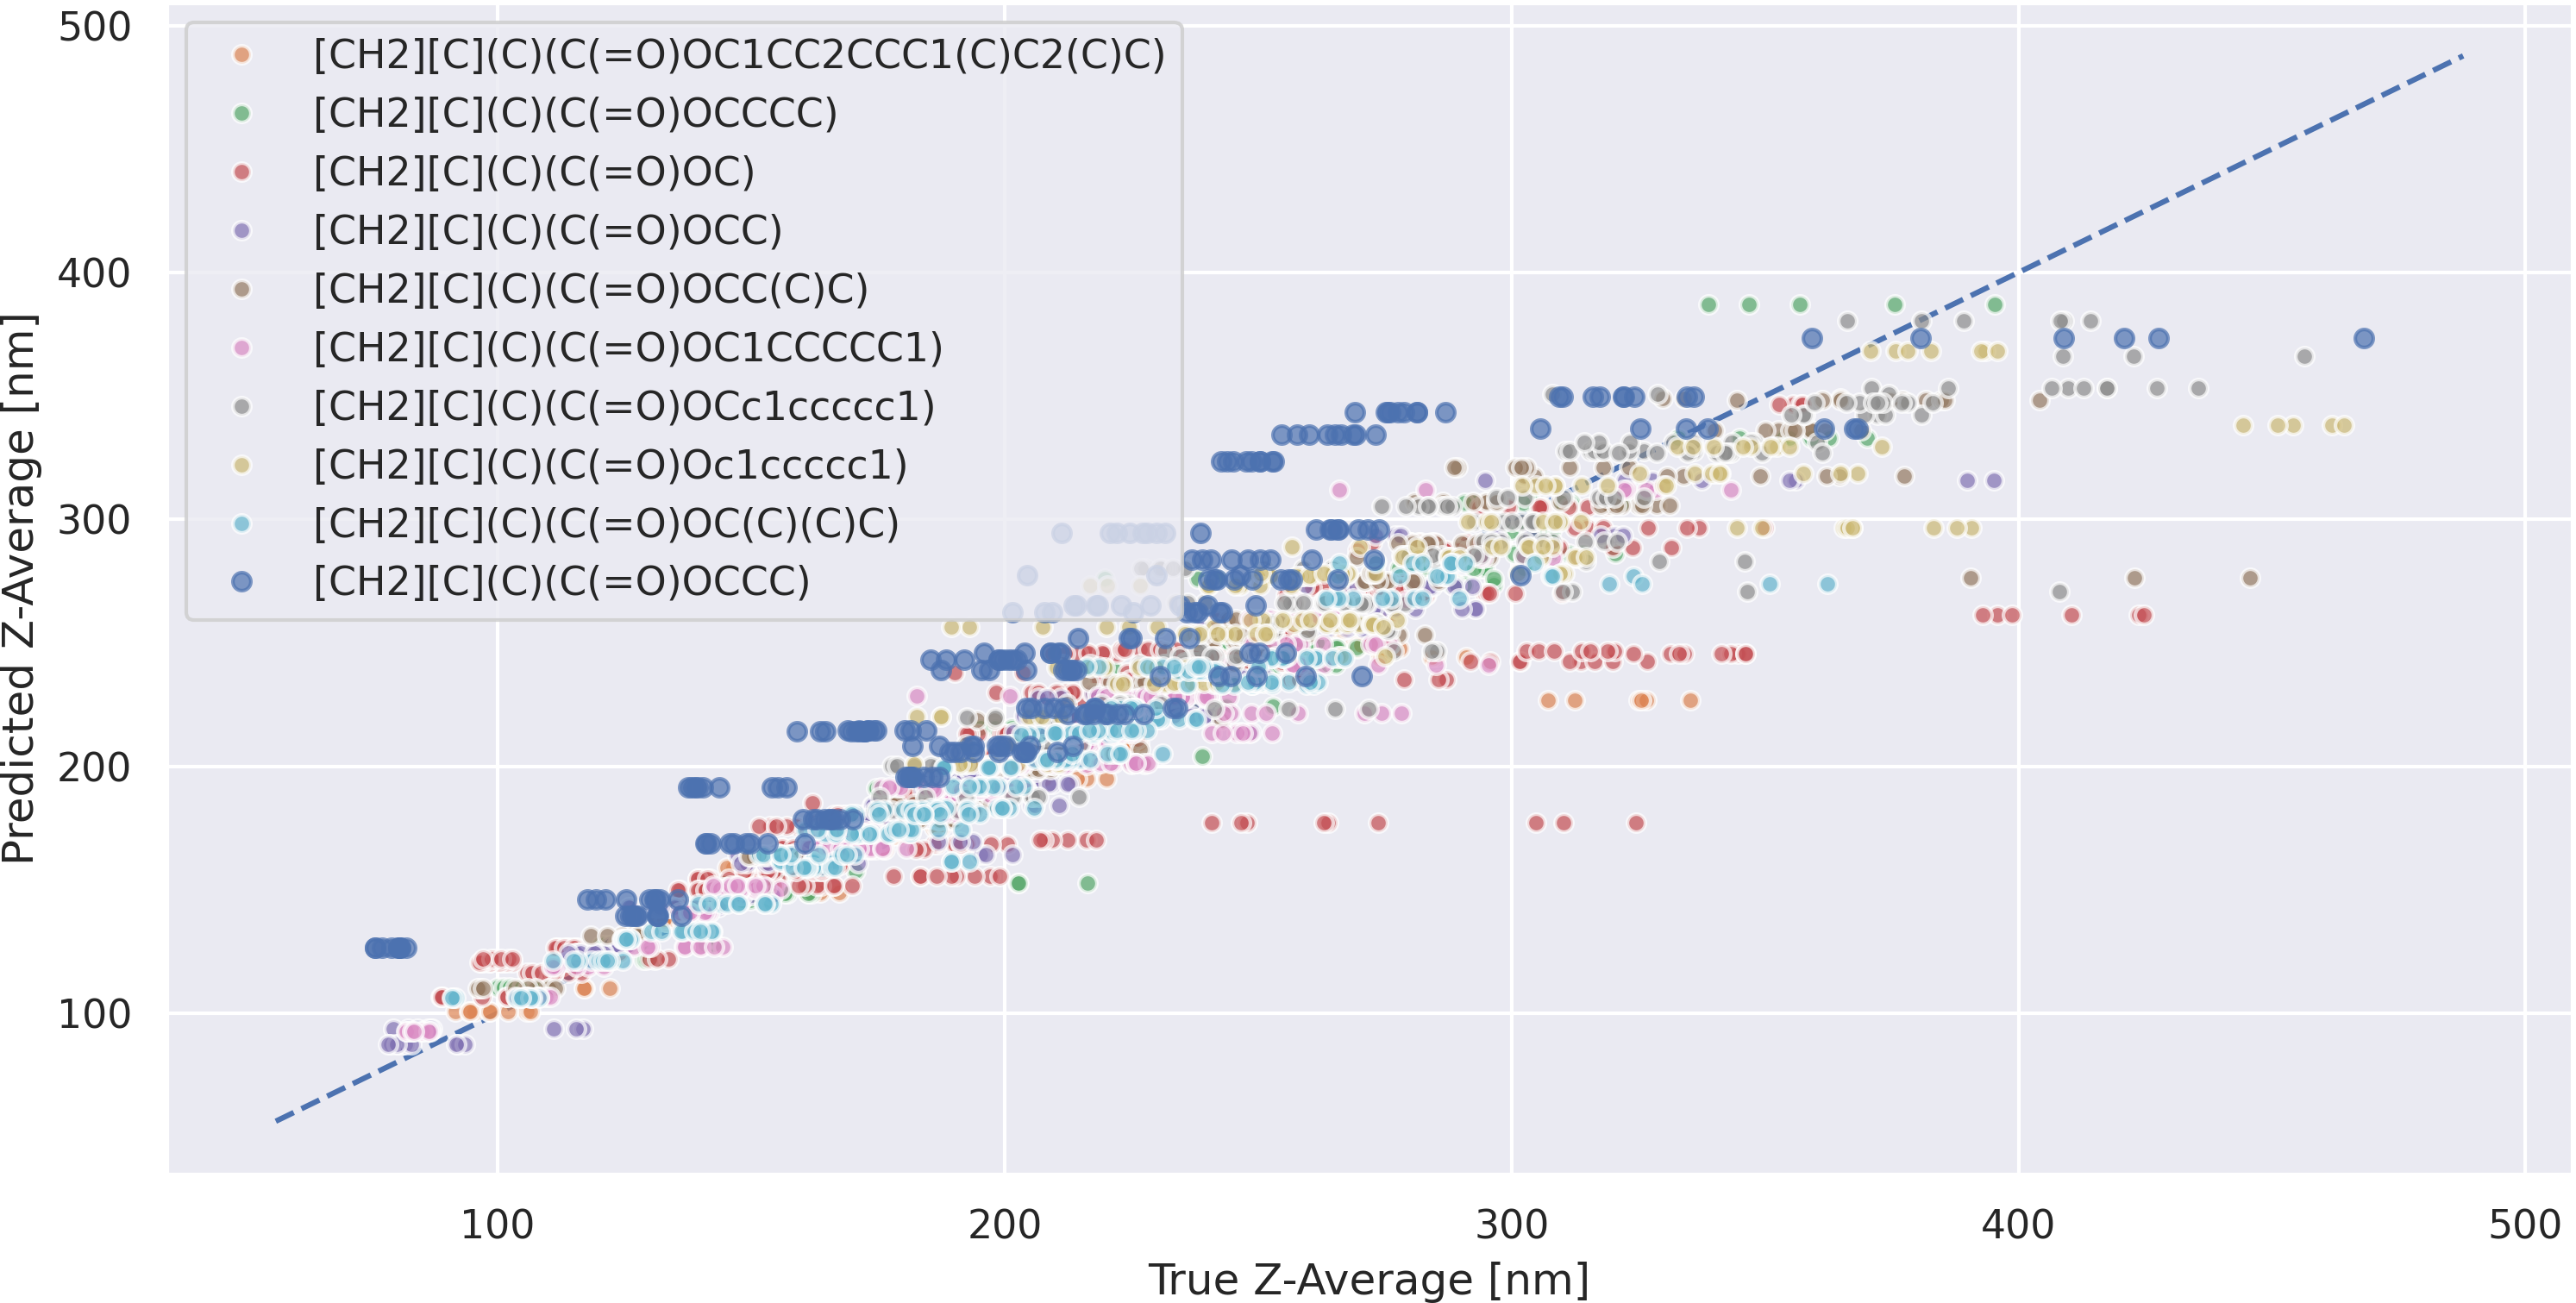 500
400
300
200
100
Predicted Z-Average [nm]
[CH2][C](C)(C(=O)OC1CC2CCC1(C)C2(C)C)
[CH2][C](C)(C(=O)OCCCC)
[CH2][C](C)(C(=O)OC)
[CH2][C](C)(C(=O)OCC)
[CH2][C](C)(C(=O)OCC(C)C)
[CH2][C](C)(C(=O)OC1CCCCC1)
[CH2][C](C)(C(=O)OCc1ccccc1)
[CH2][C](C)(C(=O)Oc1ccccc1)
[CH2][C](C)(C(=O)OC(C)(C)C)
[CH2][C](C)(C(=O)OCCC)
100 200 300 400 500
True Z-Average [nm]